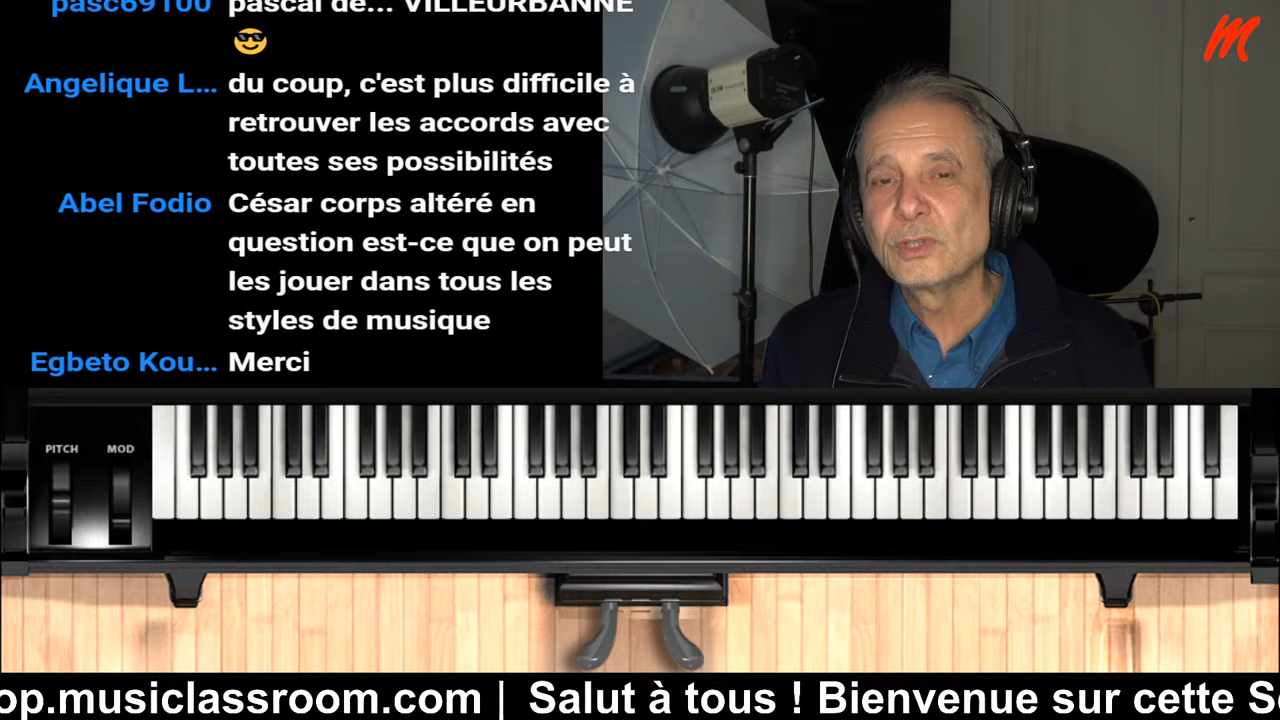 pasc69100 pascal de... VILLEURBANNE
😎
Angelique L... du coup, c'est plus difficile à
retrouver les accords avec
toutes ses possibilités
Abel Fodio César corps altéré en
question est-ce que on peut
les jouer dans tous les
styles de musique
Egbeto Kou... Merci
M
PITCH MOD
op.musiclassroom.com | Salut à tous ! Bienvenue sur cette S